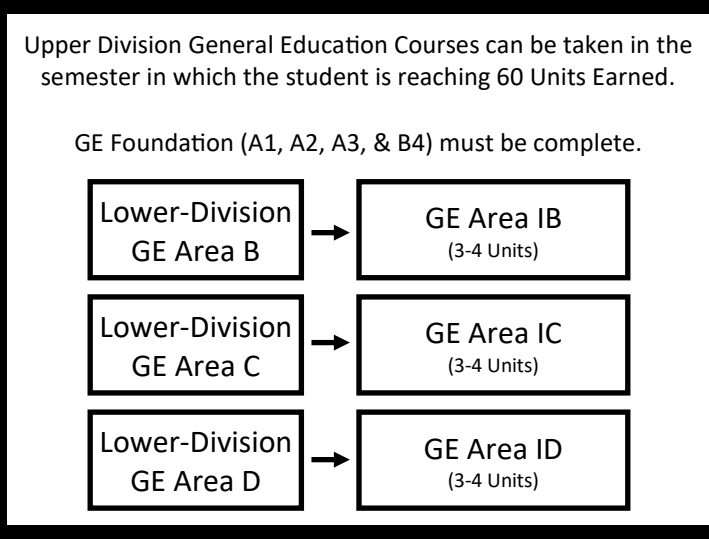 Upper Division General Education Courses can be taken in the
semester in which the student is reaching 60 Units Earned.
GE Foundation (A1, A2, A3, & B4) must be complete.
Lower-Division
GE Area B
GE Area IB
(3-4 Units)
Lower-Division
GE Area C
GE Area IC
(3-4 Units)
Lower-Division
GE Area D
GE Area ID
(3-4 Units)